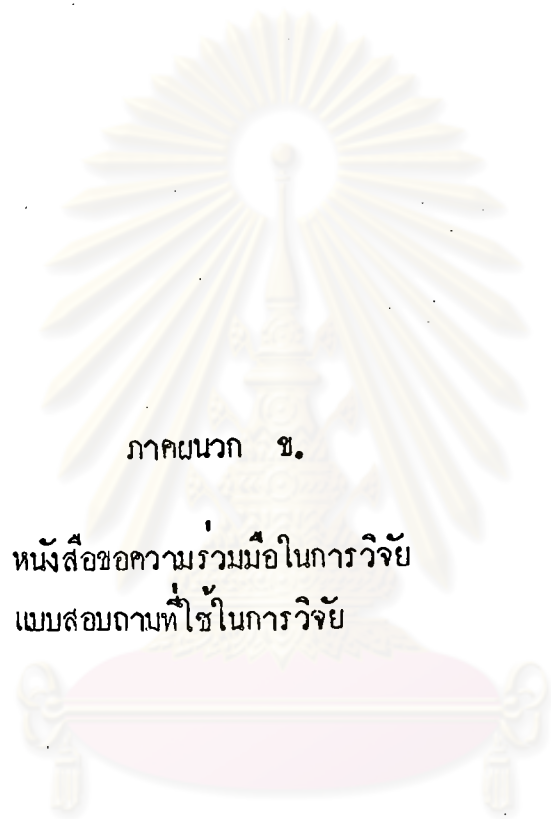 ภาคผนวก ข.
หนังสือขอความร่วมมือในการวิจัย
แบบสอบถามที่ใช้ในการวิจัย